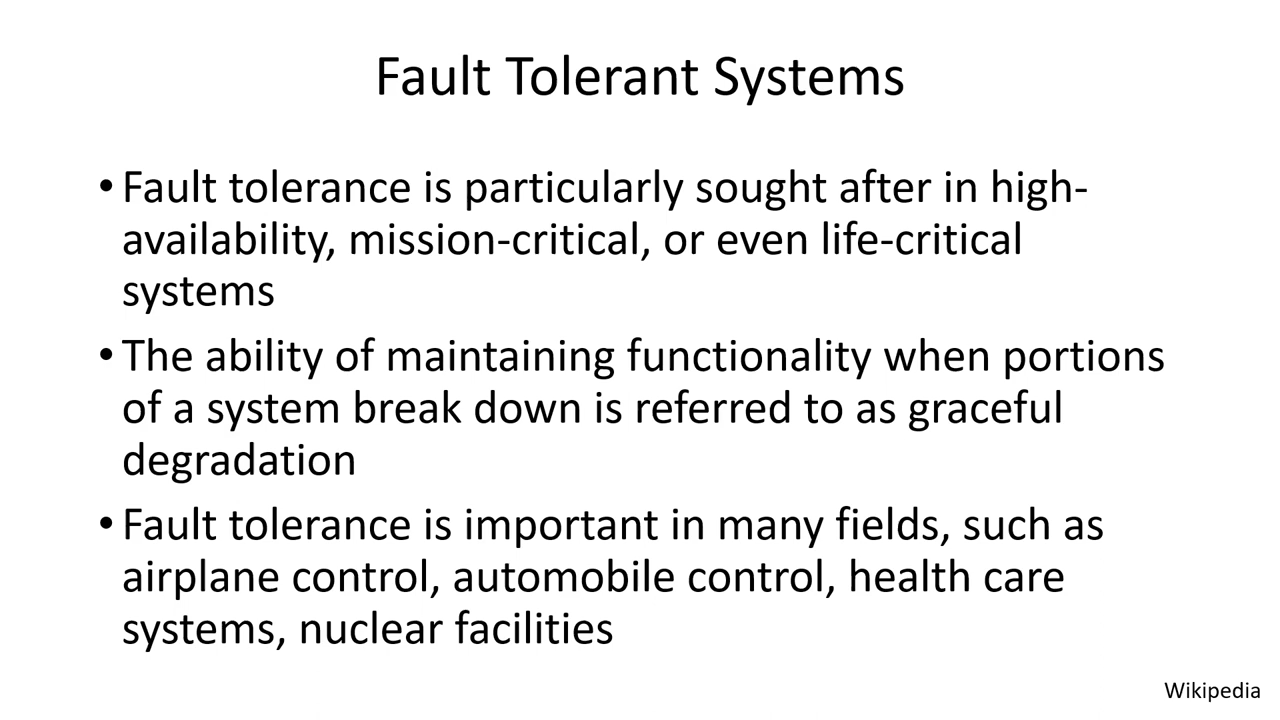 Fault Tolerant Systems
• Fault tolerance is particularly sought after in high-
availability, mission-critical, or even life-critical
systems
• The ability of maintaining functionality when portions
of a system break down is referred to as graceful
degradation
• Fault tolerance is important in many fields, such as
airplane control, automobile control, health care
systems, nuclear facilities
Wikipedia